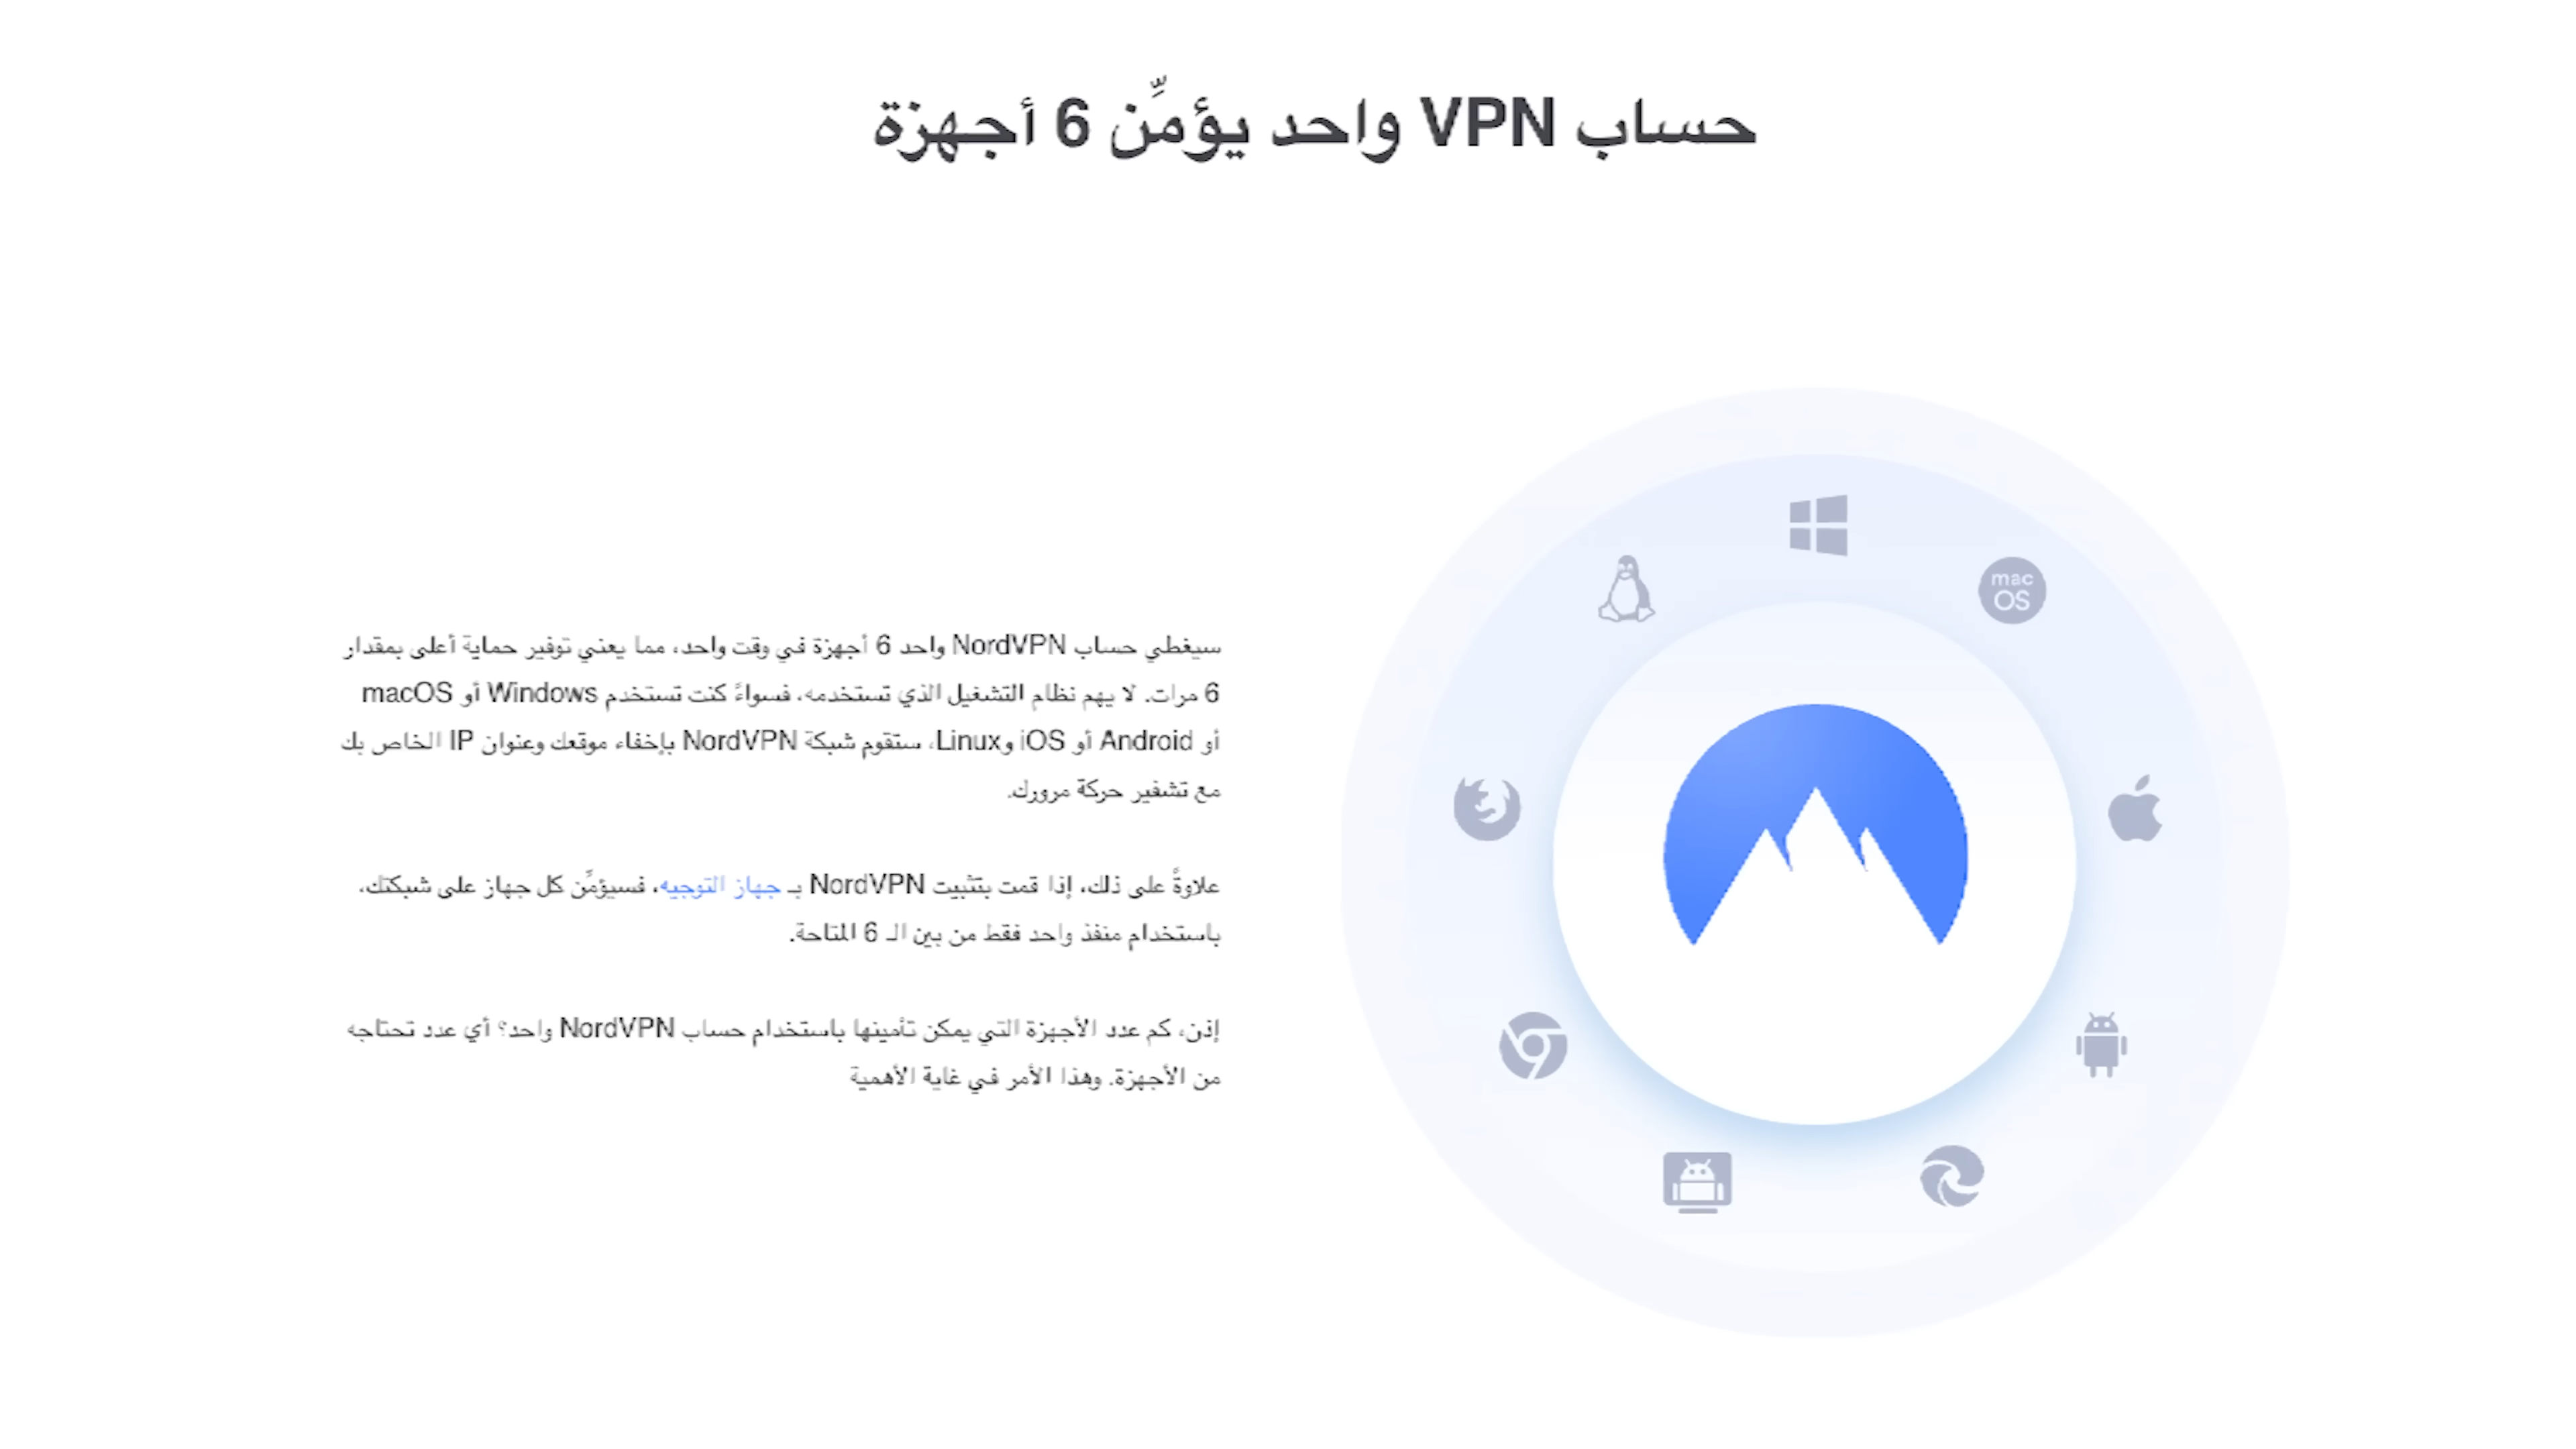 حساب VPN واحد يؤمِّن 6 أجهزة
سيغطي حساب NordVPN واحد 6 أجهزة في وقت واحد، مما يعني توفير حماية أعلى بمقدار
6 مرات. لا يهم نظام التشغيل الذي تستخدمه، فسواءً كنت تستخدم Windows أو macOS
أو Android أو iOS وLinux، ستقوم شبكة NordVPN بإخفاء موقعك وعنوان IP الخاص بك
مع تشفير حركة مرورك.
علاوةً على ذلك، إذا قمت بتثبيت NordVPN بـ جهاز التوجيه، فسيؤمِّن كل جهاز على شبكتك،
باستخدام منفذ واحد فقط من بين الـ 6 المتاحة.
إذن، كم عدد الأجهزة التي يمكن تأمينها باستخدام حساب NordVPN واحد؟ أي عدد تحتاجه
من الأجهزة. وهذا الأمر في غاية الأهمية
mac
OS